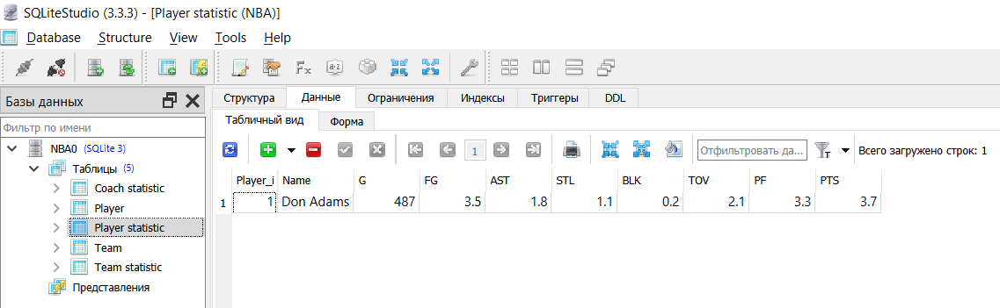 SQLiteStudio (3.3.3) - [Player statistic (NBA)]
Database Structure View Tools Help
Базы данных
Фильтр по имени
NBA0 (SQLite 3)
Таблицы (5)
Coach statistic
Player
Player statistic
Team
Team statistic
Представления
Структура Данные Ограничения Индексы Триггеры DDL
Табличный вид Форма
1 Отфильтровать да... T Всего загружено строк: 1
Player_i Name G FG AST STL BLK TOV PF PTS
1 1 Don Adams 487 3.5 1.8 1.1 0.2 2.1 3.3 3.7